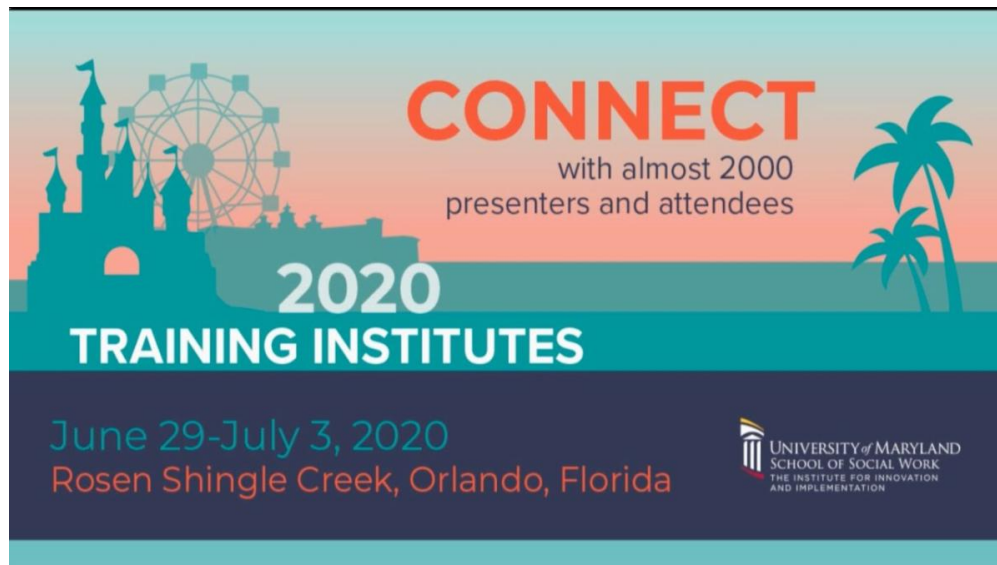 CONNECT
with almost 2000
presenters and attendees
2020
TRAINING INSTITUTES
June 29-July 3, 2020
Rosen Shingle Creek, Orlando, Florida
UNIVERSITY of MARYLAND
SCHOOL OF SOCIAL WORK
THE INSTITUTE FOR INNOVATION
AND IMPLEMENTATION